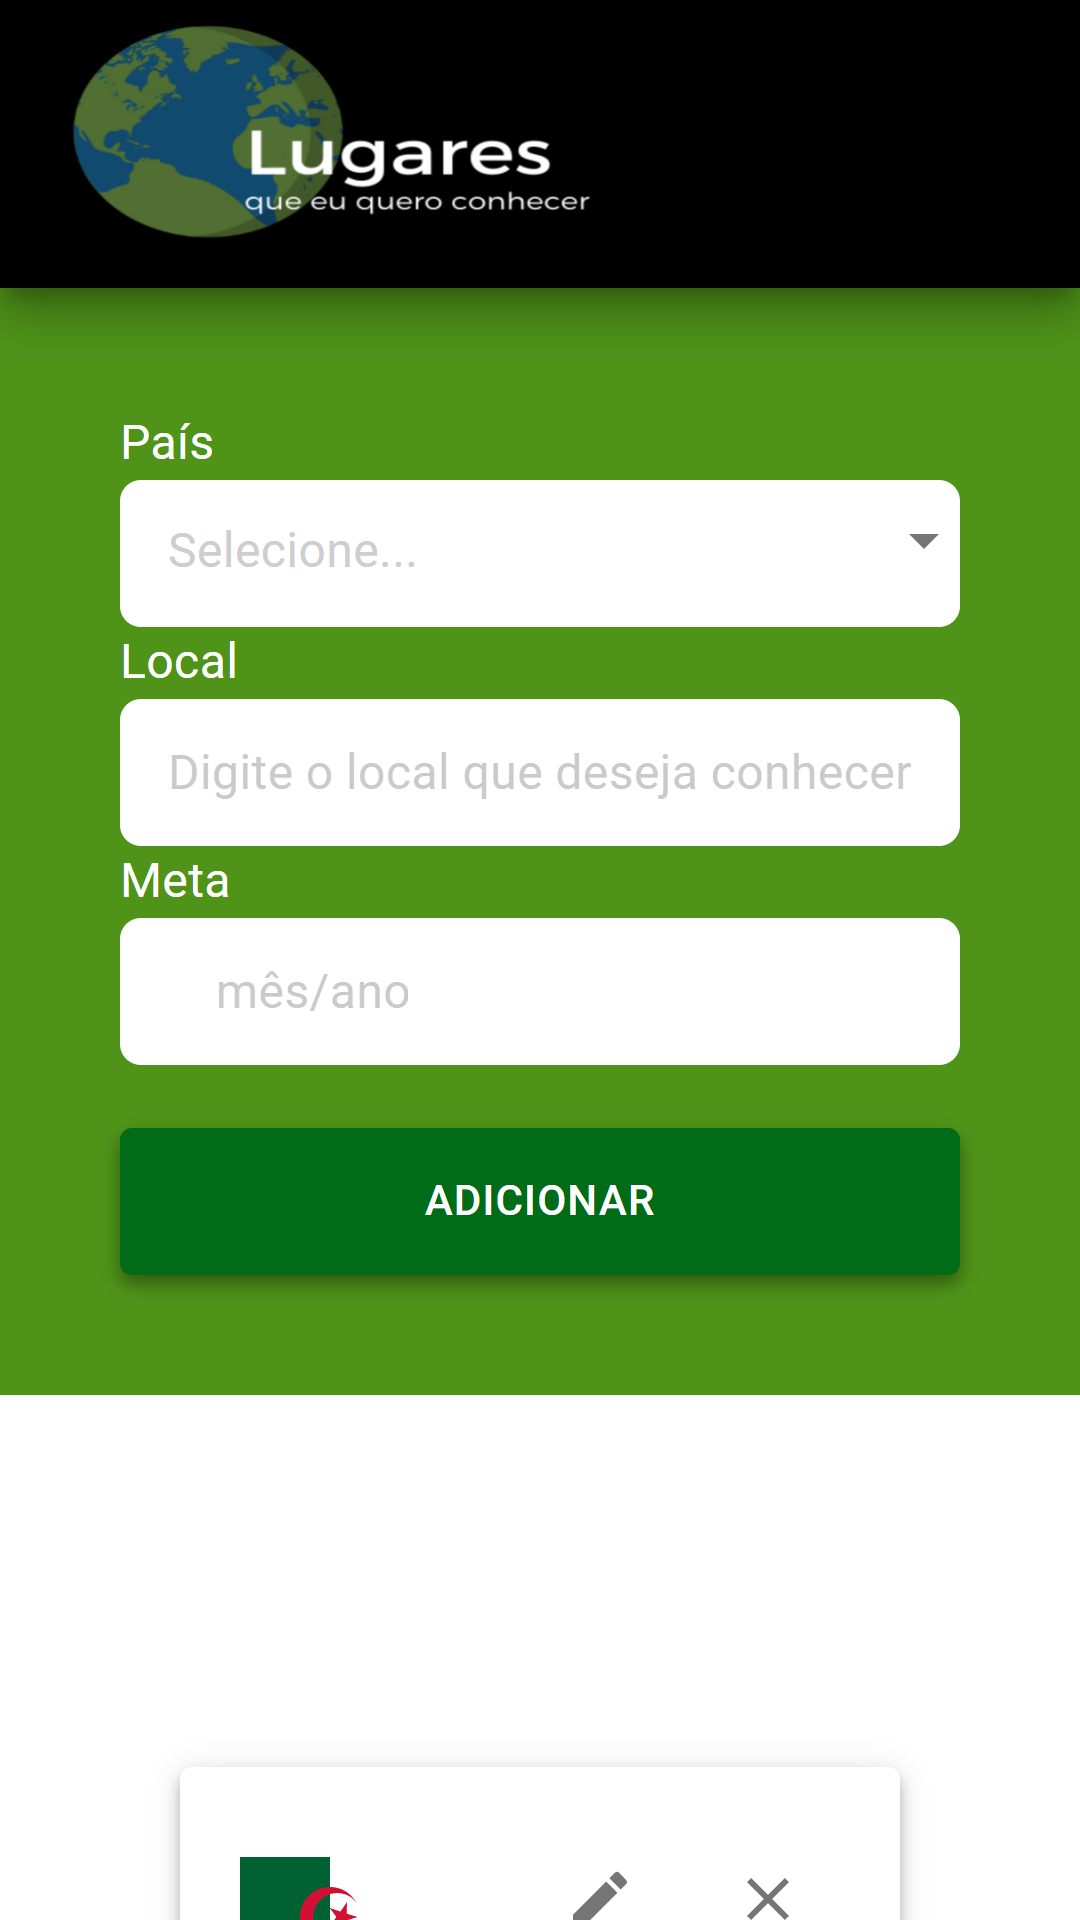 Lugares
que eu quero conhecer
País
Selecione...
Local
Digite o local que deseja conhecer
Meta
mês/ano
ADICIONAR